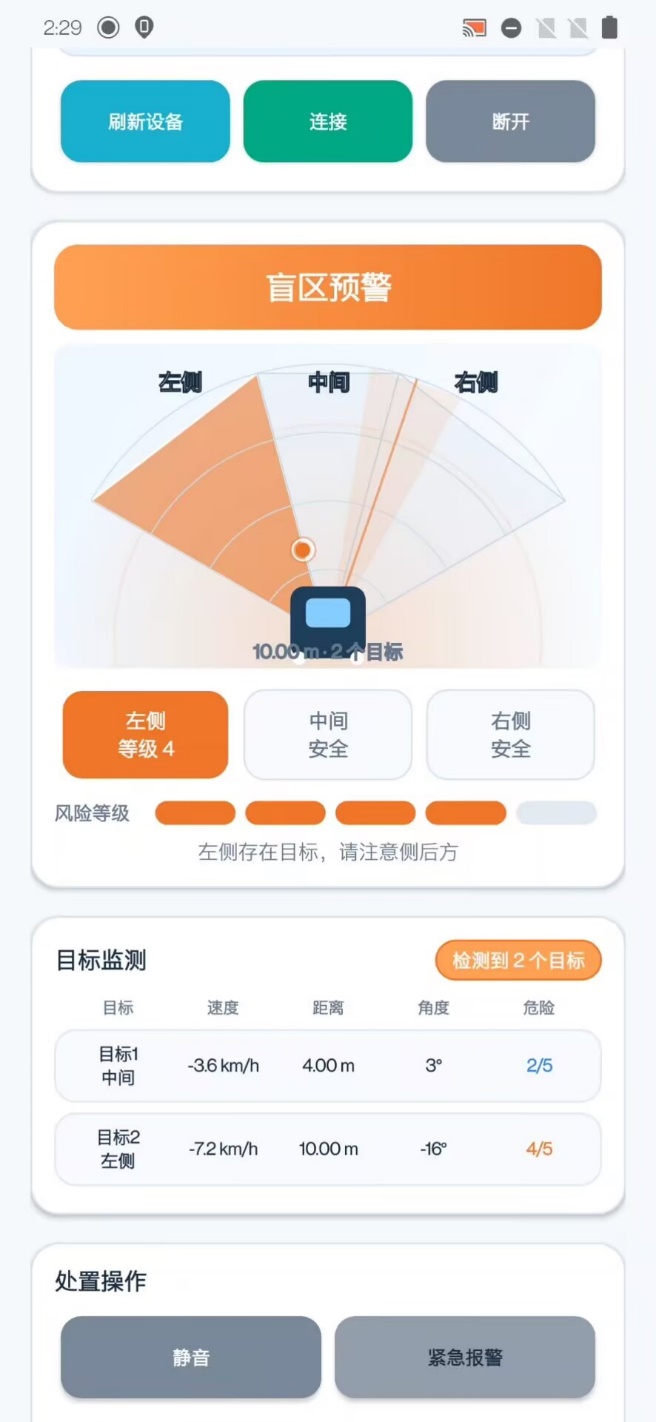 2:29
刷新设备
连接
断开
盲区预警
左侧
中间
右侧
10.00 m · 2 个目标
左侧
等级 4
中间
安全
右侧
安全
风险等级
左侧存在目标，请注意侧后方
目标监测
检测到 2 个目标
目标 速度 距离 角度 危险
目标1
中间
-3.6 km/h 4.00 m 3° 2/5
目标2
左侧
-7.2 km/h 10.00 m -16° 4/5
处置操作
静音
紧急报警